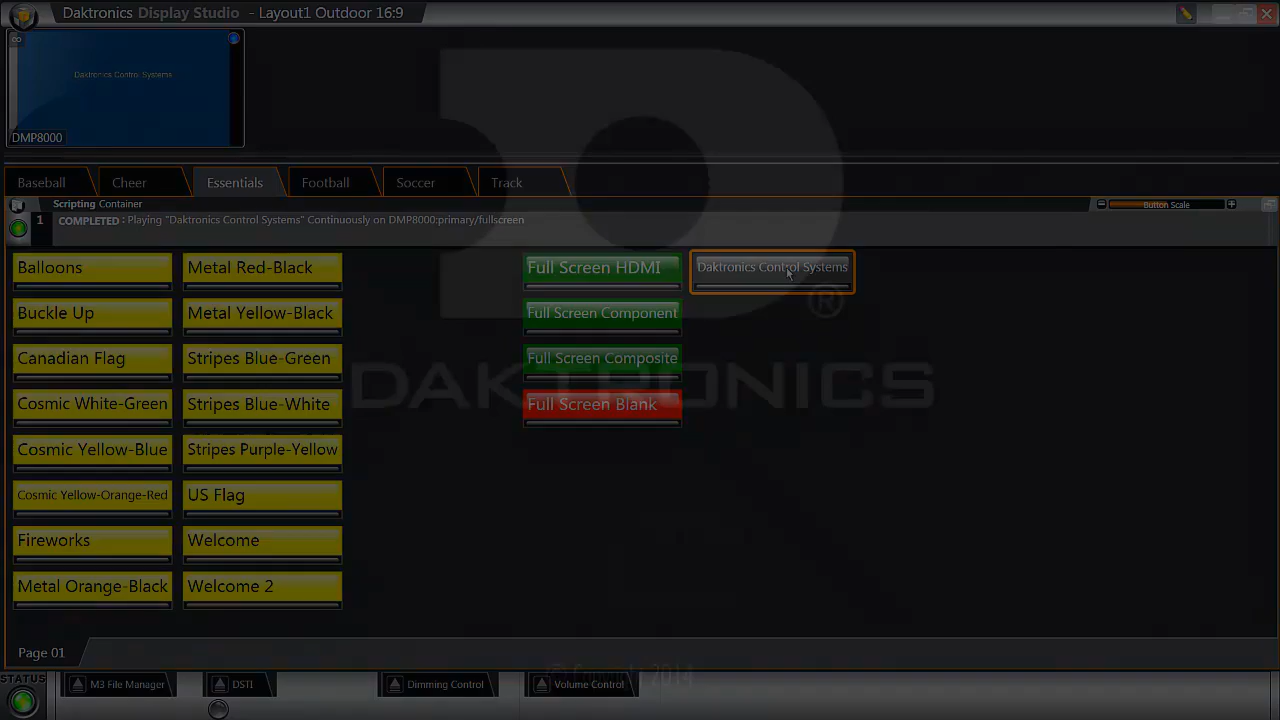 Daktronics Display Studio - Layout1 Outdoor 16:9
Daktronics Control Systems
DMP8000
Baseball
Cheer
Essentials
Football
Soccer
Track
Scripting Container
Button Scale
1
COMPLETED : Playing "Daktronics Control Systems" Continuously on DMP8000:primary/fullscreen
Balloons
Metal Red-Black
Full Screen HDMI
Daktronics Control Systems
Buckle Up
Metal Yellow-Black
Full Screen Component
®
Canadian Flag
Stripes Blue-Green
Full Screen Composite
DAKTRONICS
Cosmic White-Green
Stripes Blue-White
Full Screen Blank
Cosmic Yellow-Blue
Stripes Purple-Yellow
Cosmic Yellow-Orange-Red
US Flag
Fireworks
Welcome
Metal Orange-Black
Welcome 2
Page 01
© Copyright 2014
STATUS
M3 File Manager
DSTI
Dimming Control
Volume Control